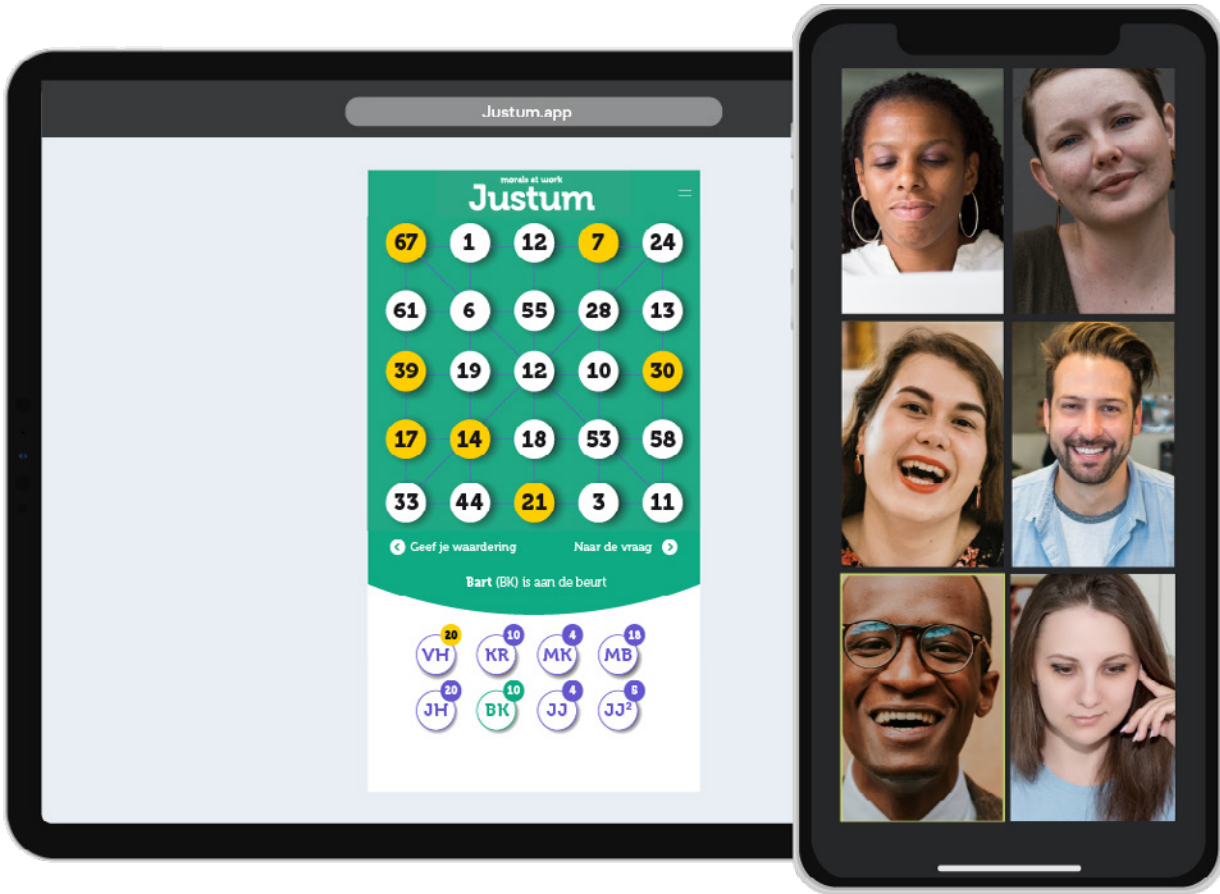 Justum.app
morals at work
Justum
67 1 12 7 24
61 6 55 28 13
39 19 12 10 30
17 14 18 53 58
33 44 21 3 11
Geef je waardering Naar de vraag
Bart (BK) is aan de beurt
20 10 4 18
VH KR MK MB
20 10 4 5
JH BK JJ JJ²